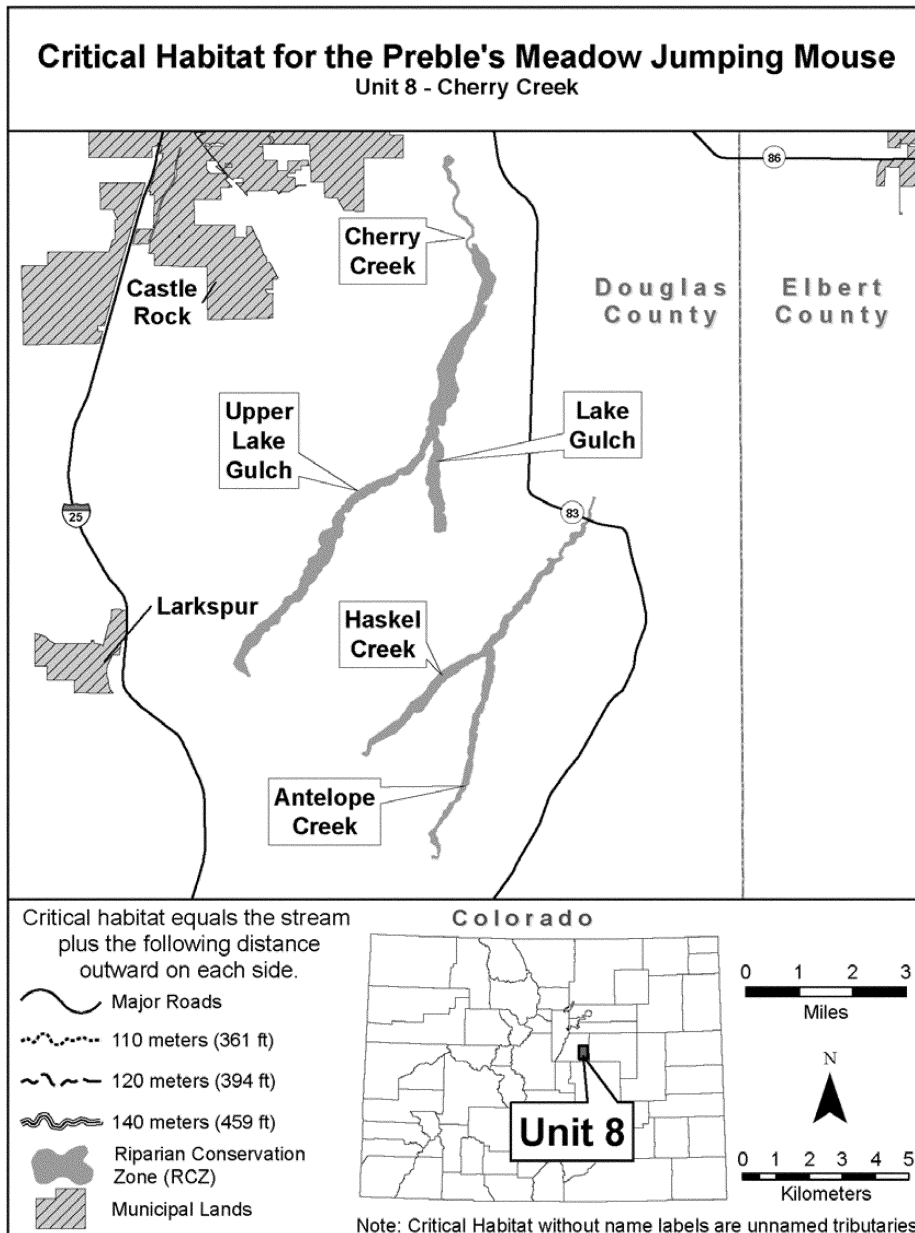 Critical Habitat for the Preble's Meadow Jumping Mouse
Unit 8 - Cherry Creek
86
Cherry
Creek
Castle
Rock
Douglas
County
Elbert
County
Upper
Lake
Gulch
Lake
Gulch
25
83
Larkspur
Haskel
Creek
Antelope
Creek
Critical habitat equals the stream
plus the following distance
outward on each side.
Major Roads
110 meters (361 ft)
120 meters (394 ft)
140 meters (459 ft)
Riparian Conservation
Zone (RCZ)
Municipal Lands
Colorado
Unit 8
0 1 2 3
Miles
N
0 1 2 3 4 5
Kilometers
Note: Critical Habitat without name labels are unnamed tributaries